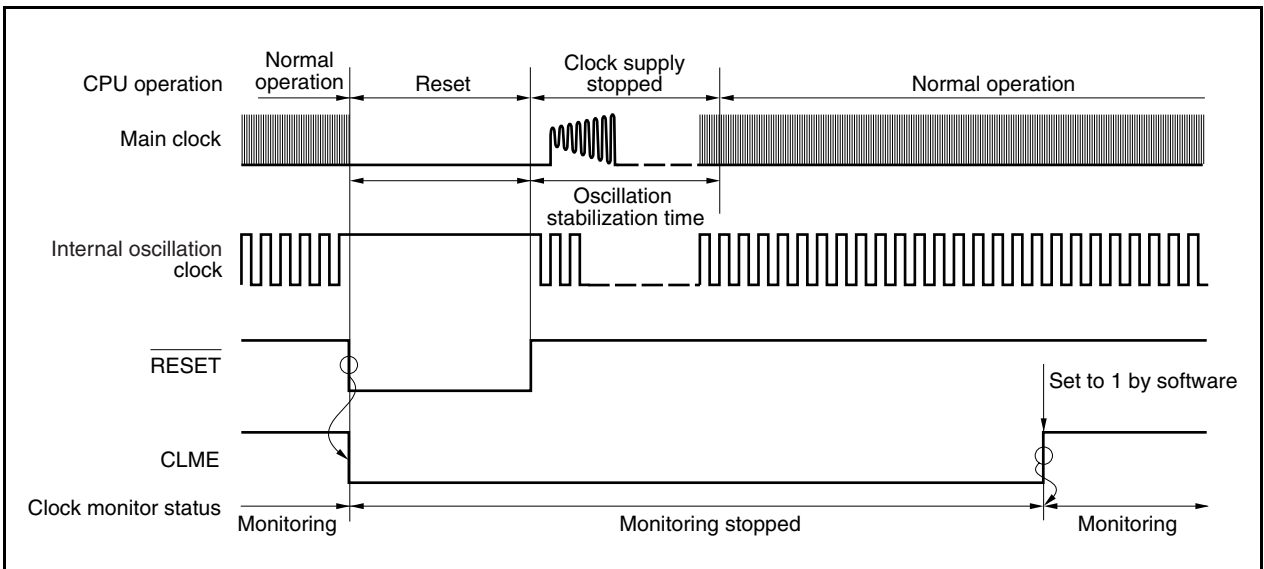 Normal
operation
CPU operation
Reset
Clock supply
stopped
Normal operation
Main clock
Oscillation
stabilization time
Internal oscillation
clock
RESET
Set to 1 by software
CLME
Clock monitor status
Monitoring
Monitoring stopped
Monitoring